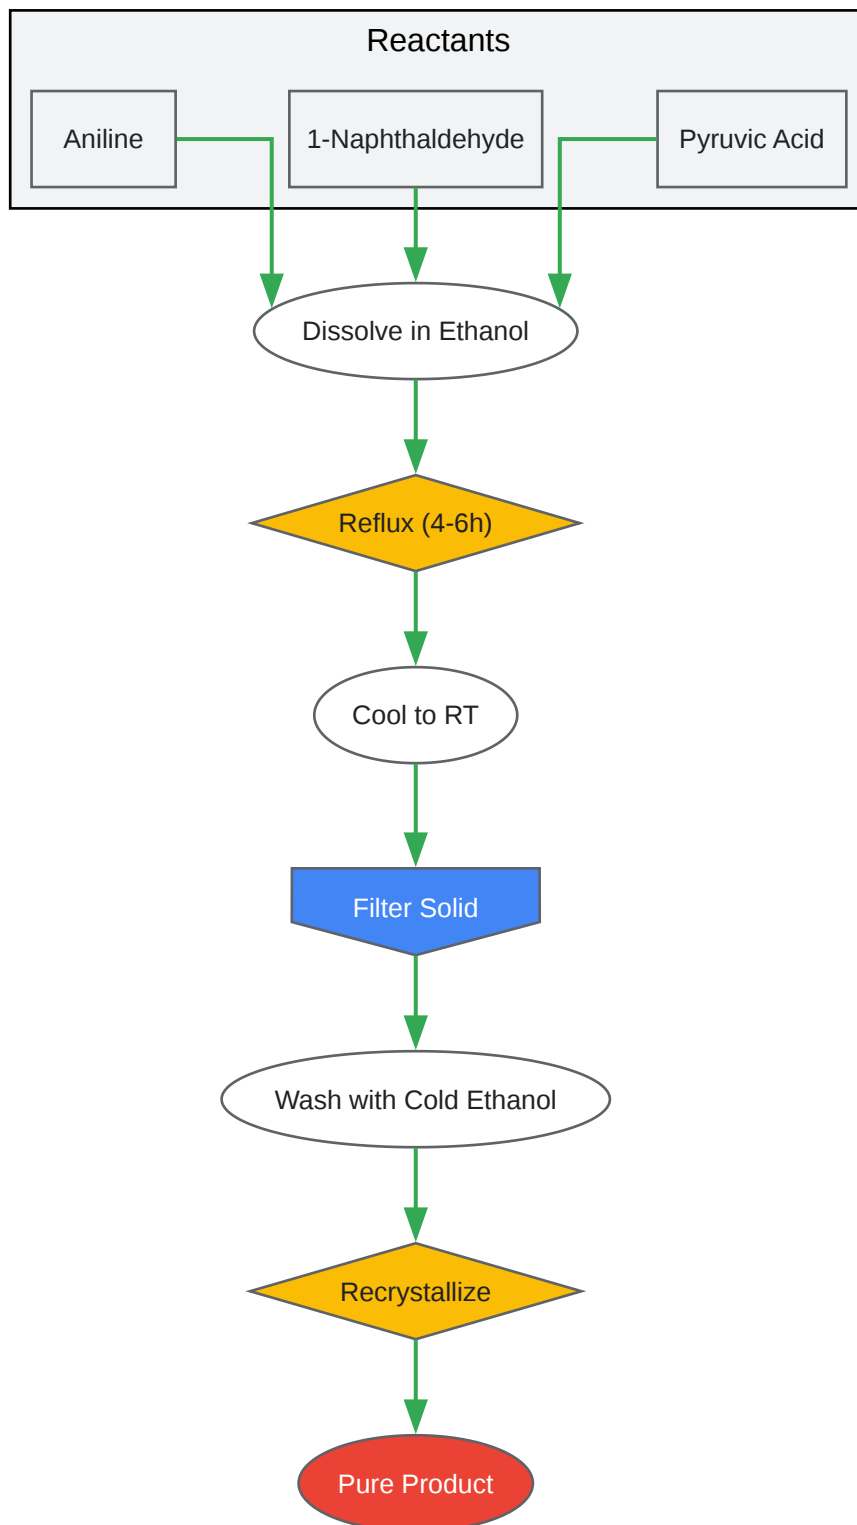 Reactants
Aniline
1-Naphthaldehyde
Pyruvic Acid
Dissolve in Ethanol
Reflux (4-6h)
Cool to RT
Filter Solid
Wash with Cold Ethanol
Recrystallize
Pure Product